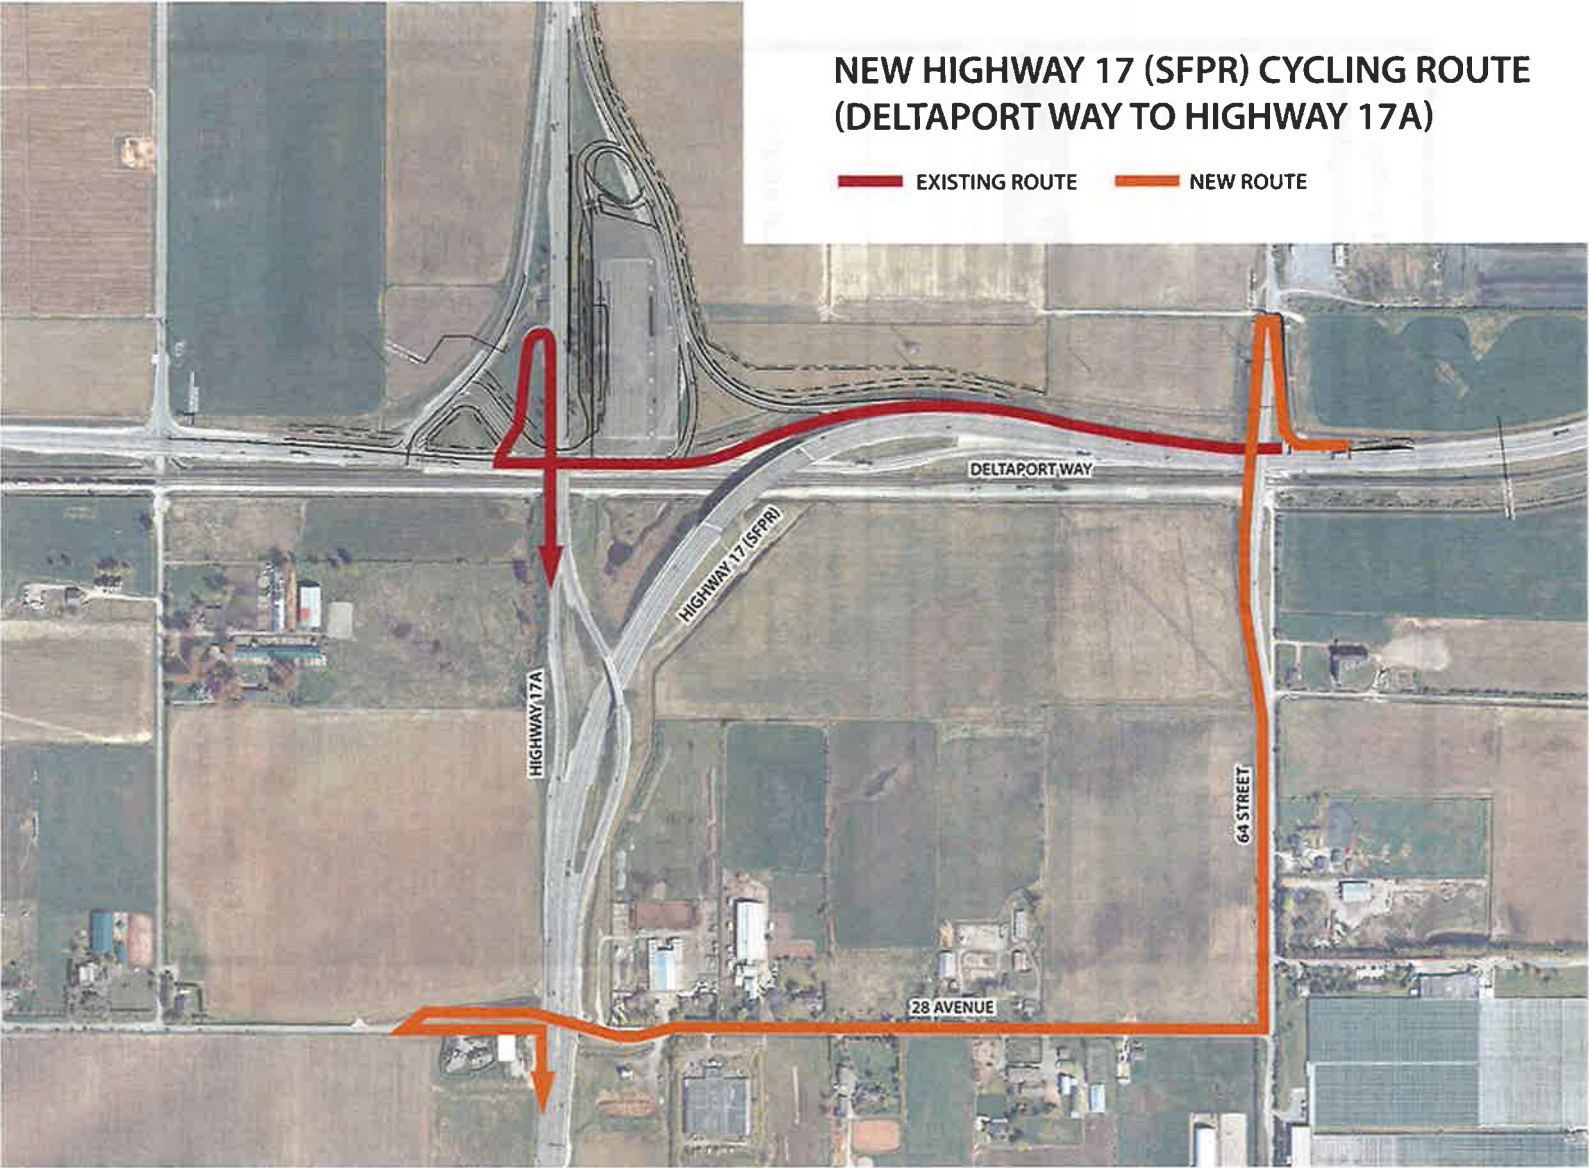 NEW HIGHWAY 17 (SFPR) CYCLING ROUTE
(DELTAPORT WAY TO HIGHWAY 17A)
EXISTING ROUTE
NEW ROUTE
DELTAPORT WAY
HIGHWAY 17 (SFPR)
HIGHWAY 17A
64 STREET
28 AVENUE